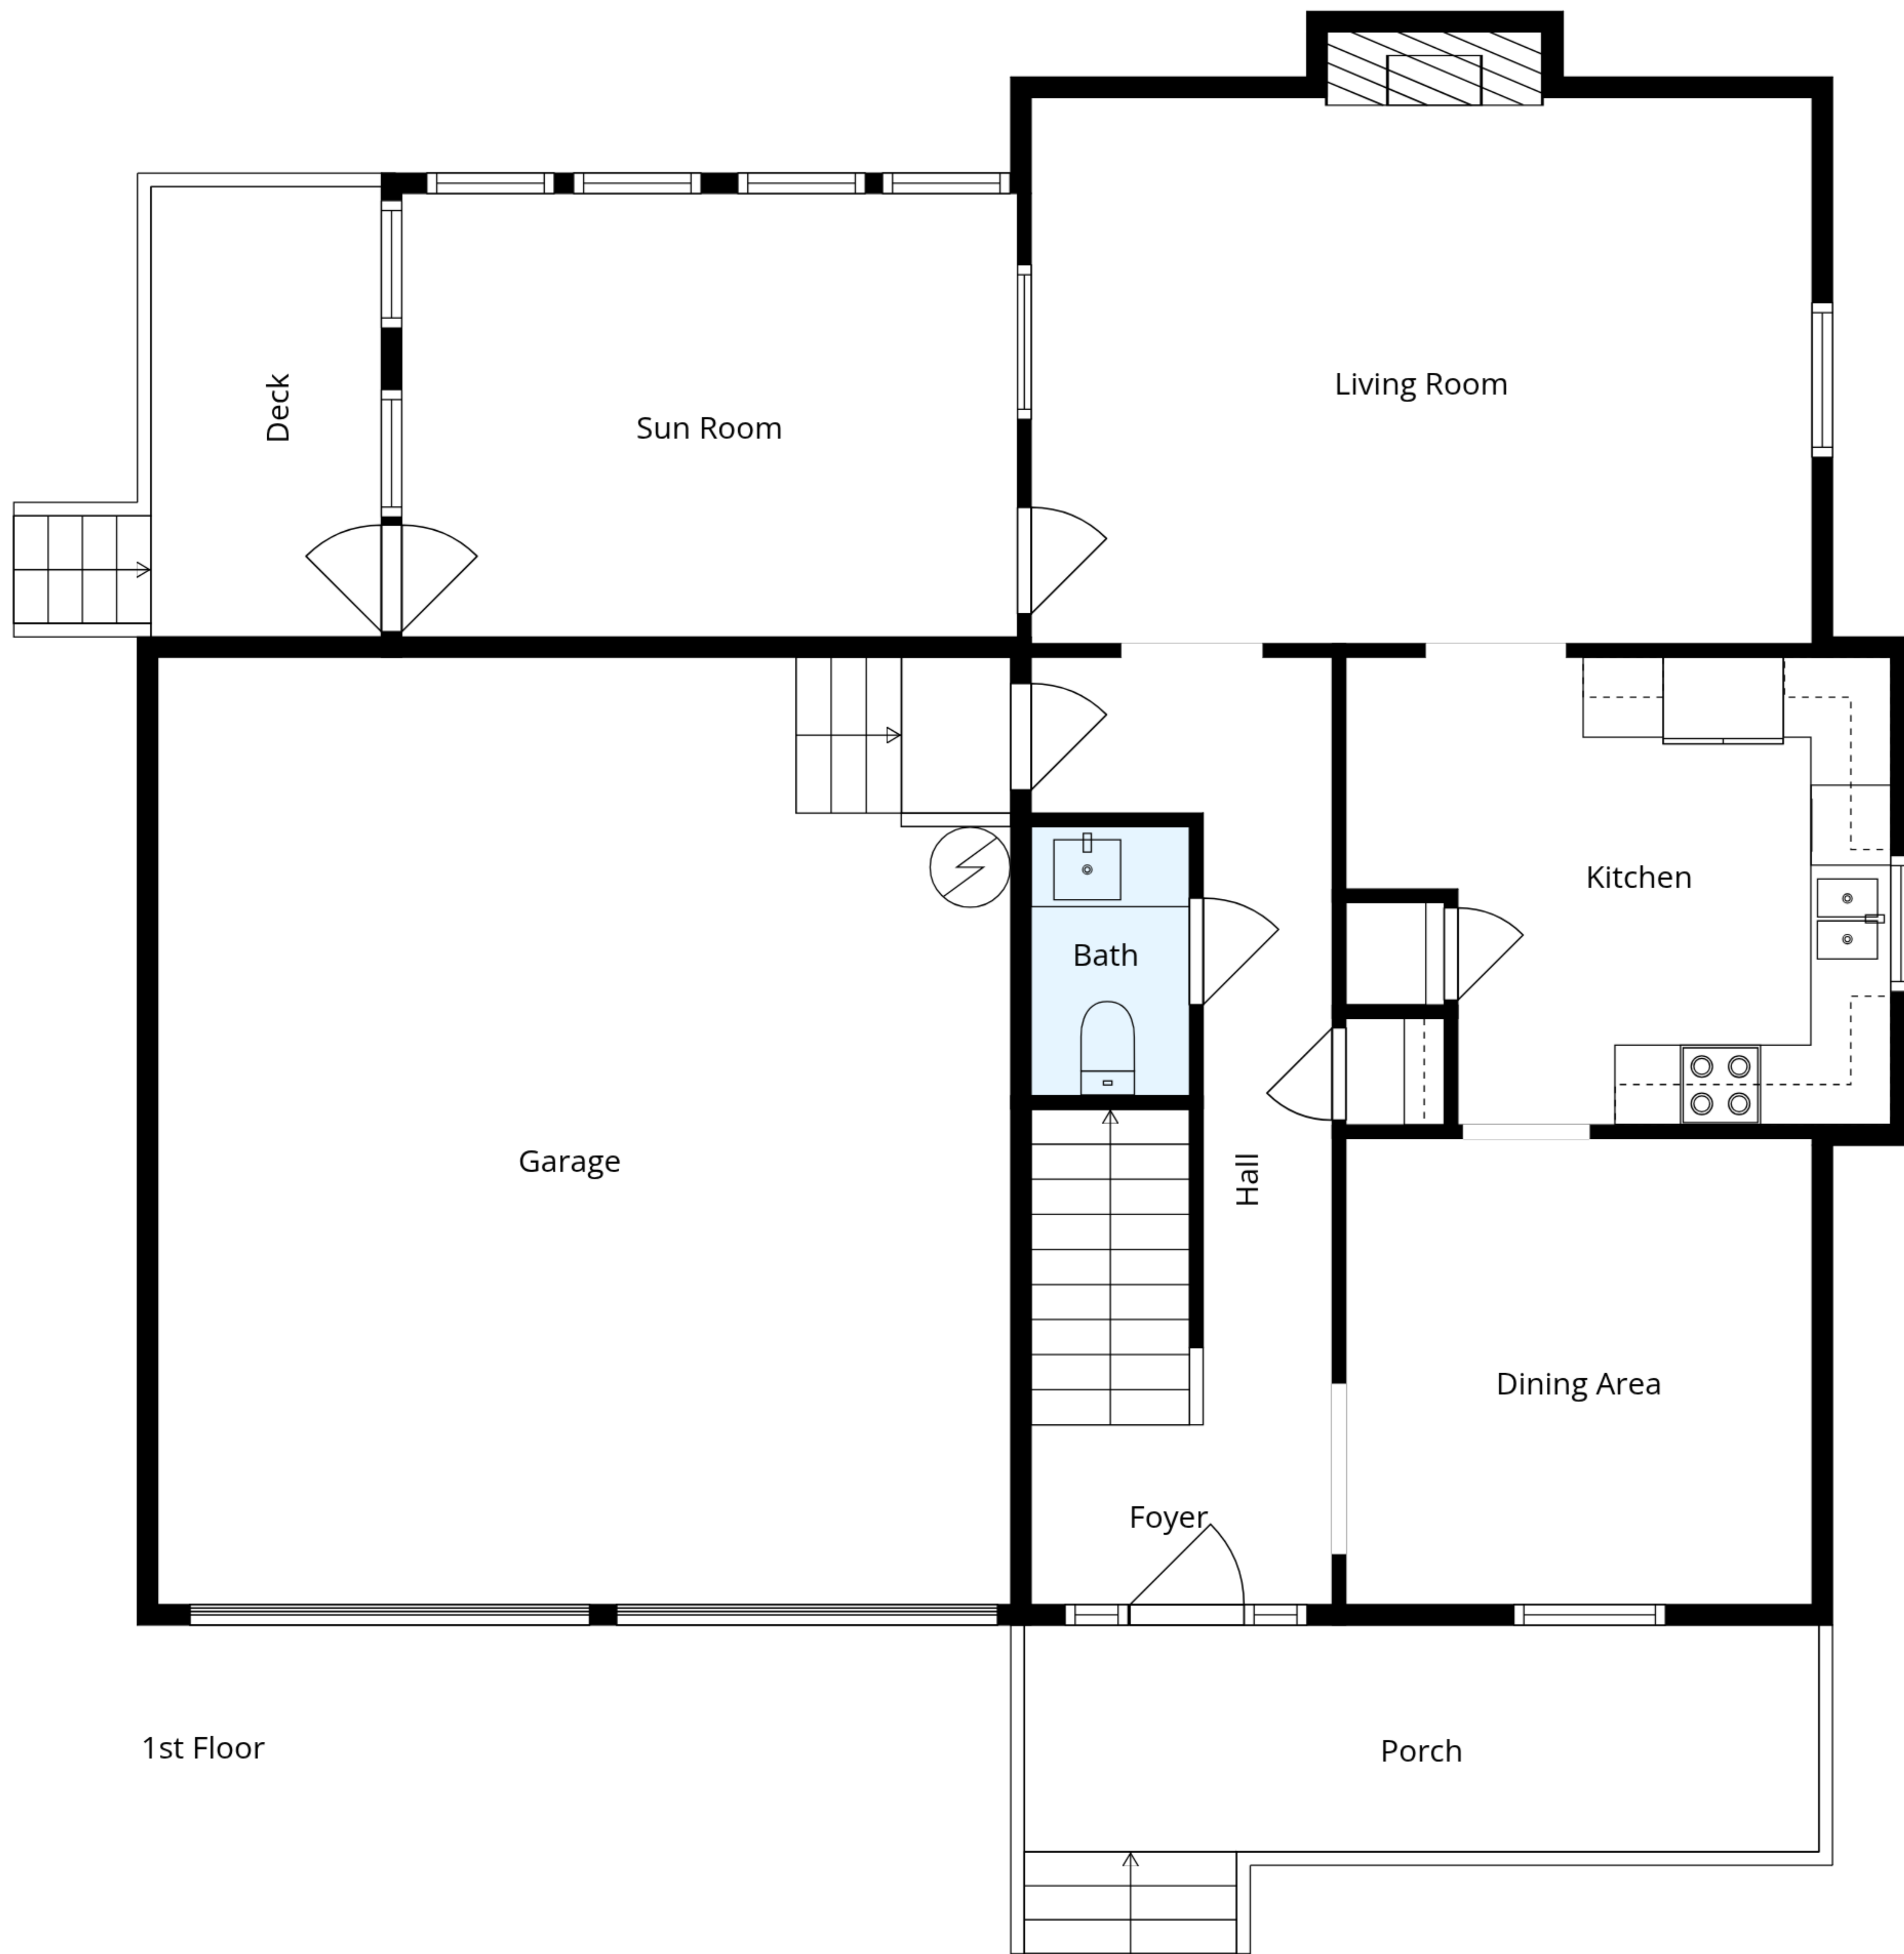 Living Room
Deck
Sun Room
Kitchen
Bath
Garage
Hall
Dining Area
Foyer
1st Floor
Porch